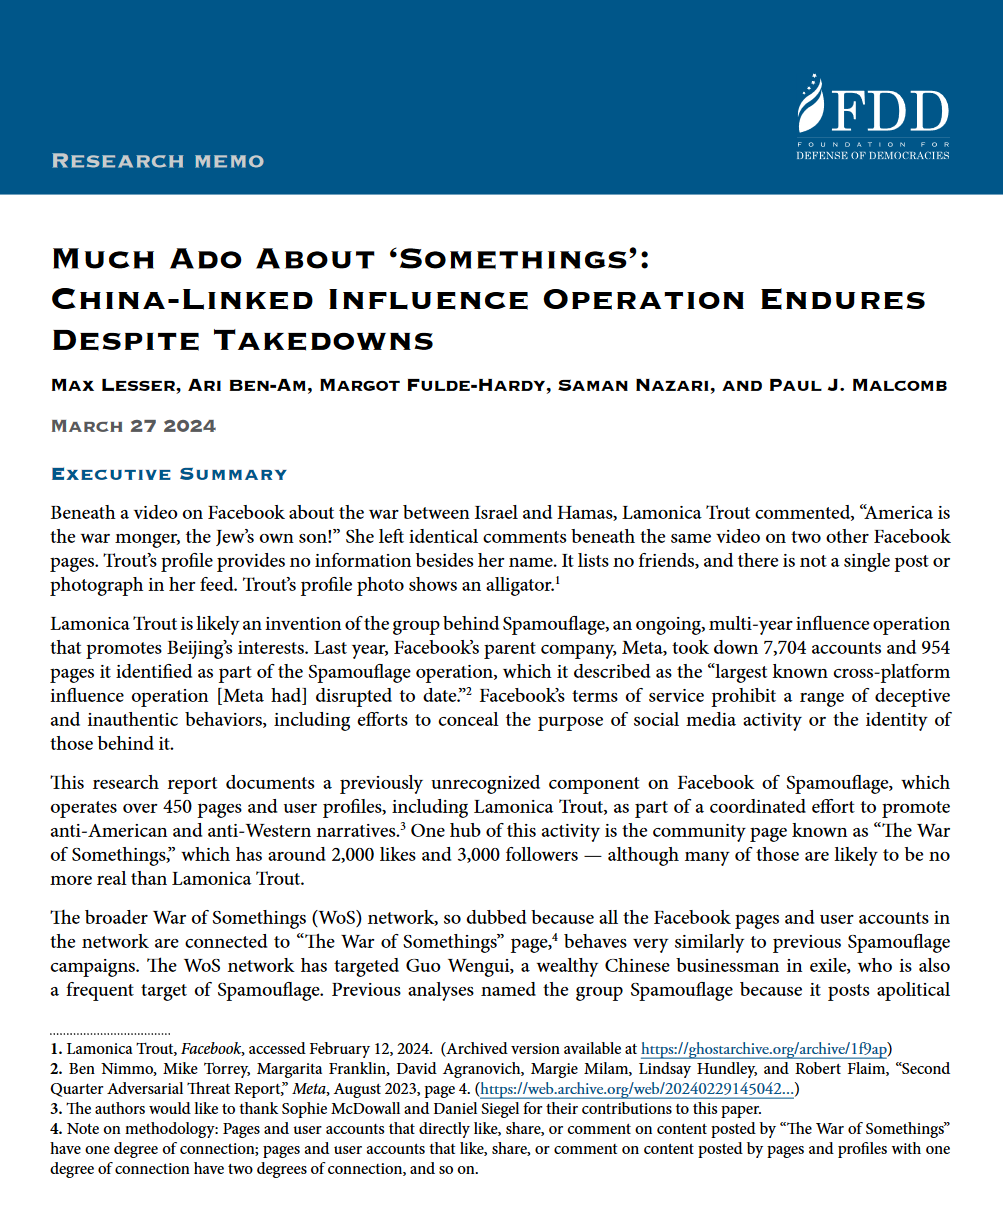 FDD
FOUNDATION FOR
DEFENSE OF DEMOCRACIES
RESEARCH MEMO
MUCH ADO ABOUT ‘SOMETHINGS’:
CHINA-LINKED INFLUENCE OPERATION ENDURES
DESPITE TAKEDOWNS
MAX LESSER, ARI BEN-AM, MARGOT FULDE-HARDY, SAMAN NAZARI, AND PAUL J. MALCOMB
MARCH 27 2024
EXECUTIVE SUMMARY
Beneath a video on Facebook about the war between Israel and Hamas, Lamonica Trout commented, “America is
the war monger, the Jew’s own son!” She left identical comments beneath the same video on two other Facebook
pages. Trout’s profile provides no information besides her name. It lists no friends, and there is not a single post or
photograph in her feed. Trout’s profile photo shows an alligator.1
Lamonica Trout is likely an invention of the group behind Spamouflage, an ongoing, multi-year influence operation
that promotes Beijing’s interests. Last year, Facebook’s parent company, Meta, took down 7,704 accounts and 954
pages it identified as part of the Spamouflage operation, which it described as the “largest known cross-platform
influence operation [Meta had] disrupted to date.”2 Facebook’s terms of service prohibit a range of deceptive
and inauthentic behaviors, including efforts to conceal the purpose of social media activity or the identity of
those behind it.
This research report documents a previously unrecognized component on Facebook of Spamouflage, which
operates over 450 pages and user profiles, including Lamonica Trout, as part of a coordinated effort to promote
anti-American and anti-Western narratives.3 One hub of this activity is the community page known as “The War
of Somethings,” which has around 2,000 likes and 3,000 followers — although many of those are likely to be no
more real than Lamonica Trout.
The broader War of Somethings (WoS) network, so dubbed because all the Facebook pages and user accounts in
the network are connected to “The War of Somethings” page,4 behaves very similarly to previous Spamouflage
campaigns. The WoS network has targeted Guo Wengui, a wealthy Chinese businessman in exile, who is also
a frequent target of Spamouflage. Previous analyses named the group Spamouflage because it posts apolitical
1. Lamonica Trout, Facebook, accessed February 12, 2024. (Archived version available at https://ghostarchive.org/archive/1f9ap)
2. Ben Nimmo, Mike Torrey, Margarita Franklin, David Agranovich, Margie Milam, Lindsay Hundley, and Robert Flaim, “Second
Quarter Adversarial Threat Report,” Meta, August 2023, page 4. (https://web.archive.org/web/20240229145042...)
3. The authors would like to thank Sophie McDowall and Daniel Siegel for their contributions to this paper.
4. Note on methodology: Pages and user accounts that directly like, share, or comment on content posted by “The War of Somethings”
have one degree of connection; pages and user accounts that like, share, or comment on content posted by pages and profiles with one
degree of connection have two degrees of connection, and so on.